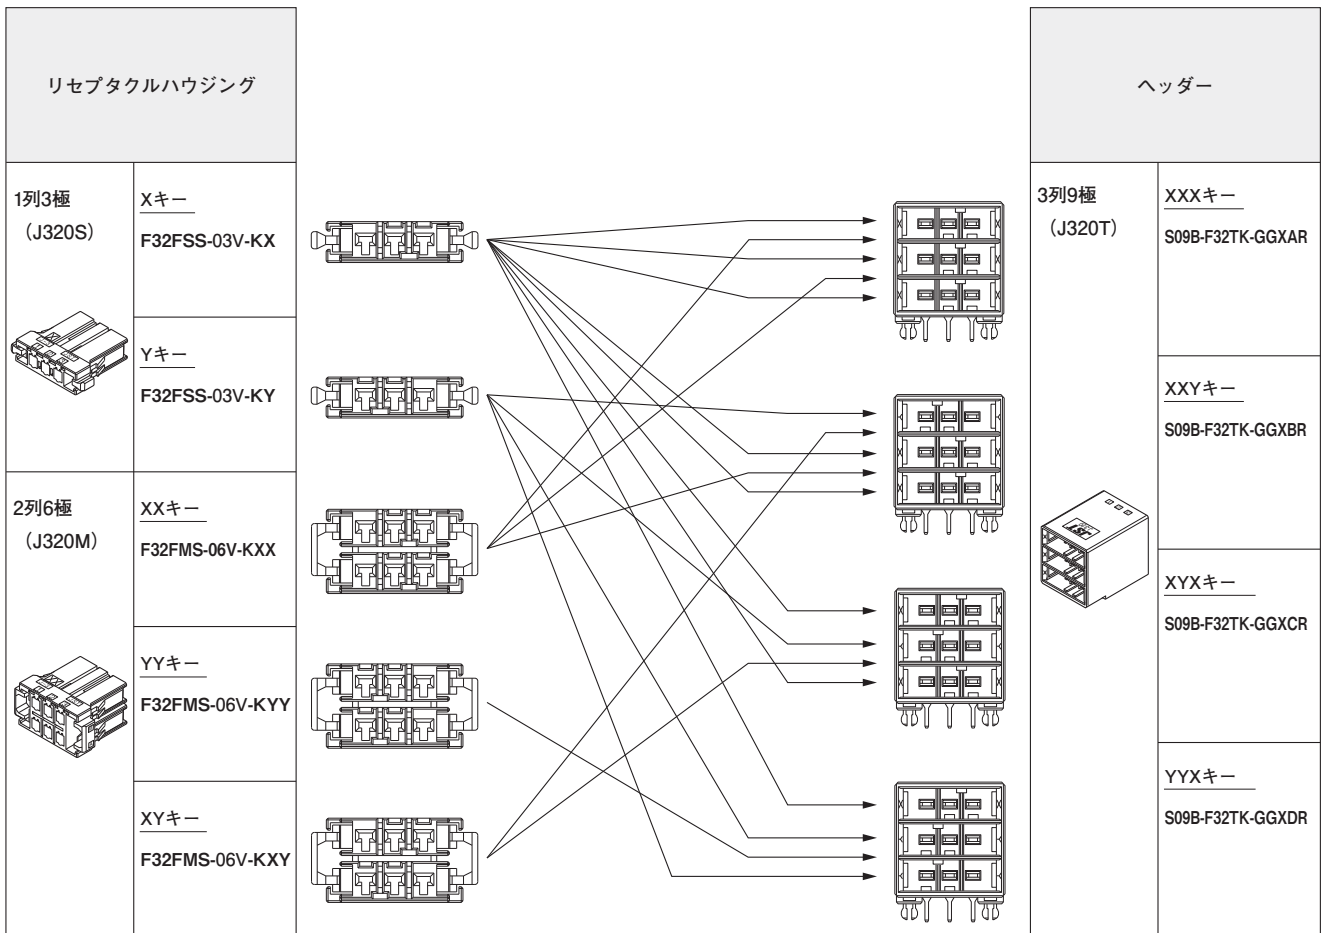 リセプタクルハウジング
1列3極
（J320S）
Xキー
F32FSS-03V-KX
Yキー
F32FSS-03V-KY
2列6極
（J320M）
XXキー
F32FMS-06V-KXX
YYキー
F32FMS-06V-KYY
XYキー
F32FMS-06V-KXY
ヘッダー
3列9極
（J320T）
XXXキー
S09B-F32TK-GGXAR
XXYキー
S09B-F32TK-GGXBR
JST
XYXキー
S09B-F32TK-GGXCR
YYXキー
S09B-F32TK-GGXDR